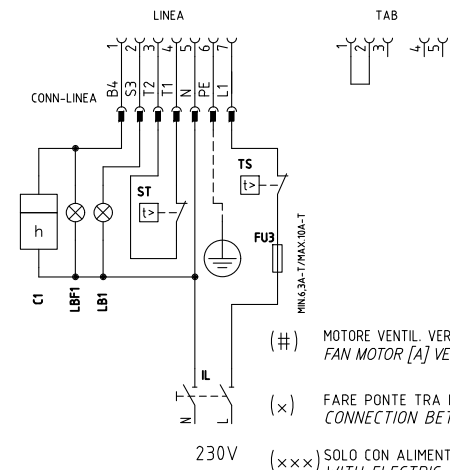 LINEA
TAB
1 2 3 4 5 6 7
1 2 3 4 5
B4 S3 T2 T1 N PE L1
CONN-LINEA
ST
t>
TS
t>
h
FU3
MIN.6,3A-T/MAX.10A-T
C1
LBF1
LB1
IL
N L
230V
(#) MOTORE VENTIL. VER
FAN MOTOR [A] VE
(x) FARE PONTE TRA
CONNECTION BET
(xxx) SOLO CON ALIMENT
WITH ELECTRIC